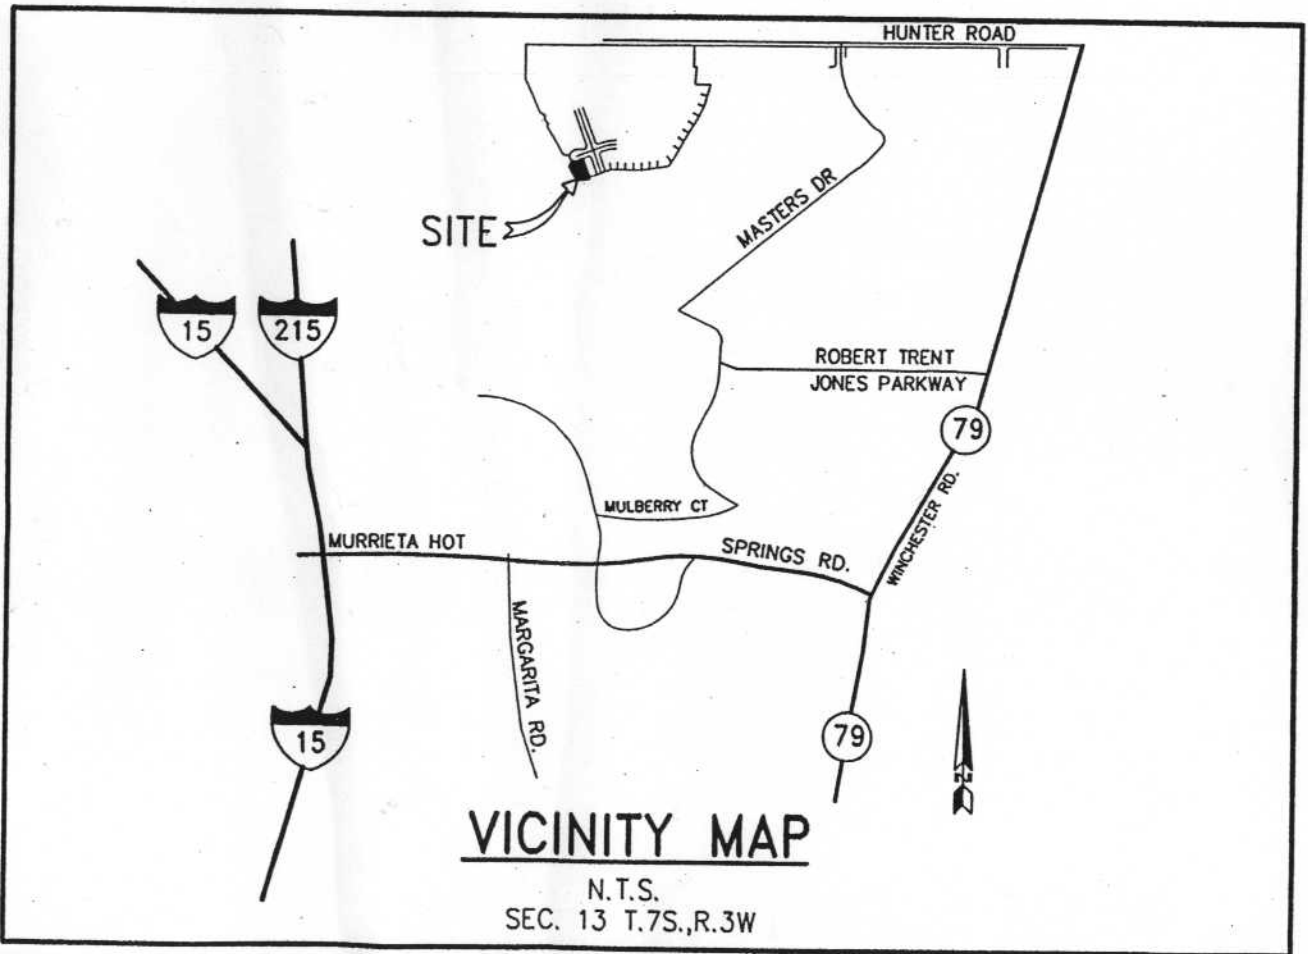 HUNTER ROAD
MASTERS DR
SITE
15
215
ROBERT TRENT
JONES PARKWAY
79
MULBERRY CT
WINCHESTER RD.
MURRIETA HOT
SPRINGS RD.
MARGARITA RD.
15
79
N
VICINITY MAP
N.T.S.
SEC. 13 T.7S.,R.3W